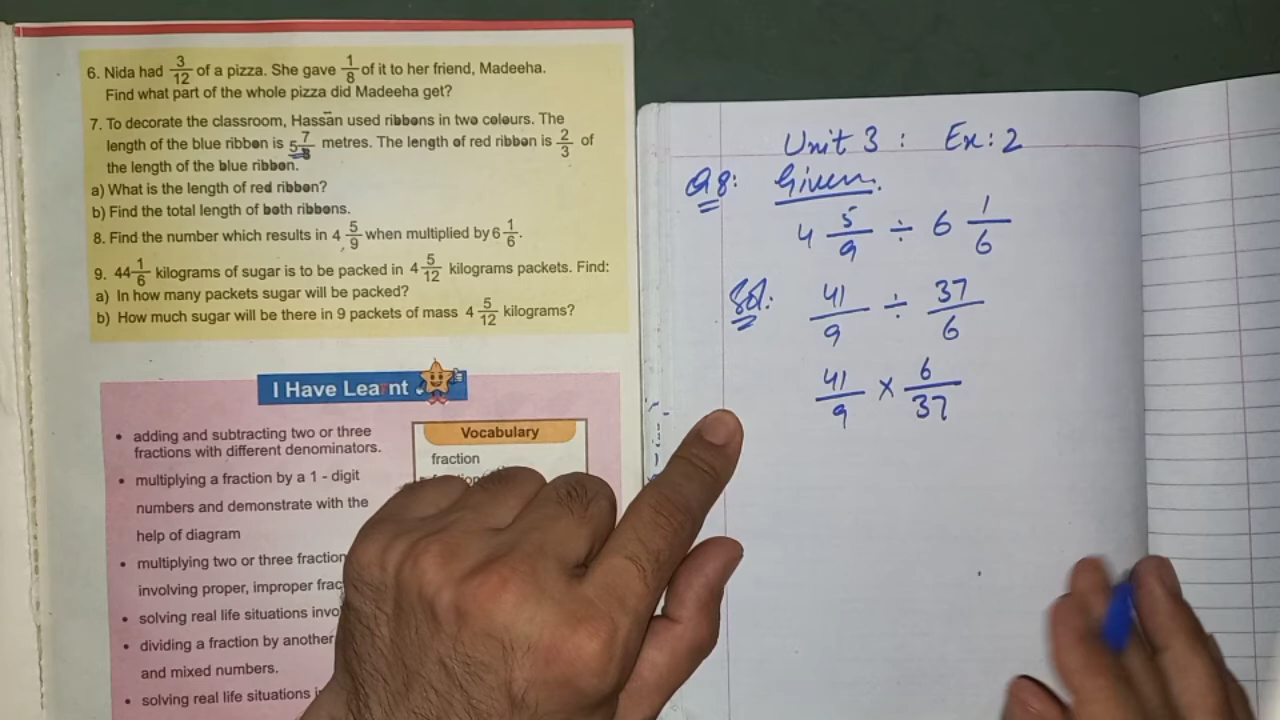 6. Nida had 3/12 of a pizza. She gave 1/8 of it to her friend, Madeeha.
Find what part of the whole pizza did Madeeha get?
7. To decorate the classroom, Hassan used ribbons in two colours. The
length of the blue ribbon is 5 7/8 metres. The length of red ribbon is 2/3 of
the length of the blue ribbon.
a) What is the length of red ribbon?
b) Find the total length of both ribbons.
8. Find the number which results in 4 5/9 when multiplied by 6 1/6.
9. 44 1/6 kilograms of sugar is to be packed in 4 5/12 kilograms packets. Find:
a) In how many packets sugar will be packed?
b) How much sugar will be there in 9 packets of mass 4 5/12 kilograms?
I Have Learnt
• adding and subtracting two or three
fractions with different denominators.
• multiplying a fraction by a 1 - digit
numbers and demonstrate with the
help of diagram
• multiplying two or three fraction
involving proper, improper frac
• solving real life situations invo
• dividing a fraction by another
and mixed numbers.
• solving real life situations i
Vocabulary
fraction
Unit 3 : Ex: 2
Q8: Given.
4 5/9 ÷ 6 1/6
Sol: 41/9 ÷ 37/6
41/9 × 6/37